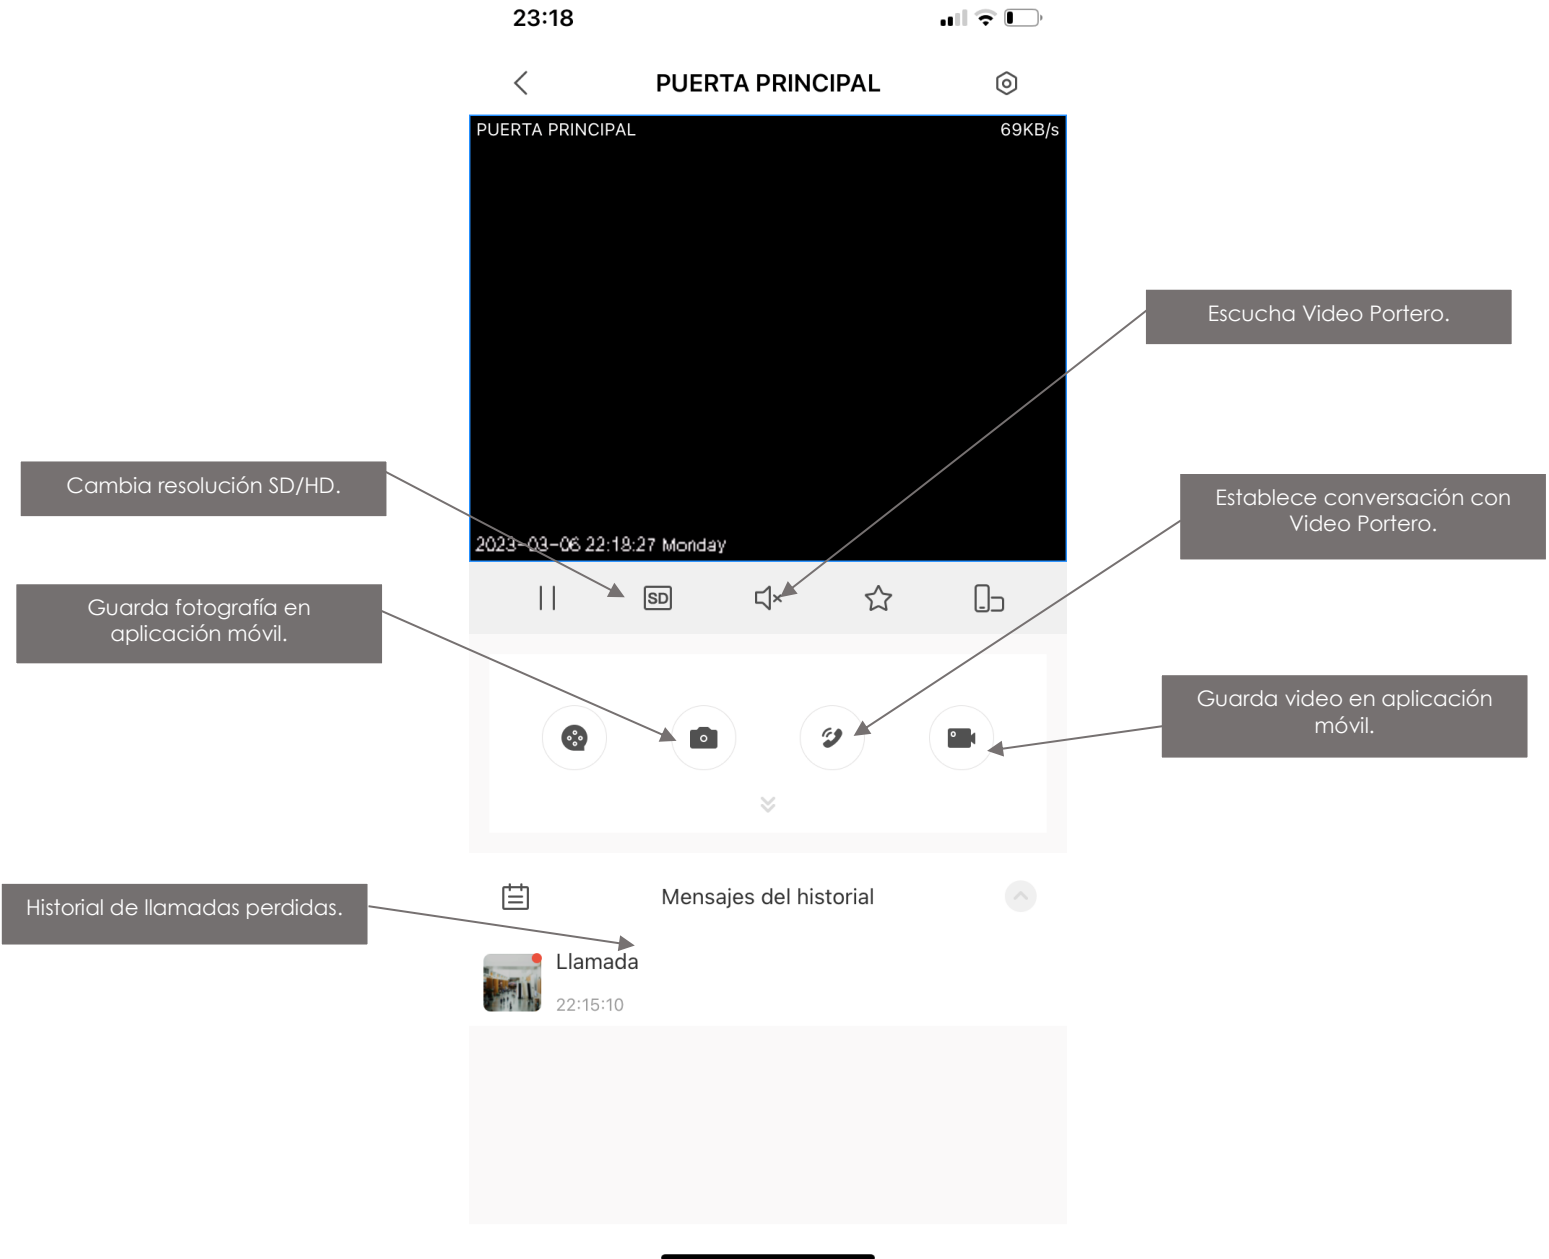 23:18
PUERTA PRINCIPAL
PUERTA PRINCIPAL
69KB/s
Escucha Video Portero.
Cambia resolución SD/HD.
Establece conversación con
Video Portero.
2023-03-06 22:18:27 Monday
SD
Guarda fotografía en
aplicación móvil.
Guarda video en aplicación
móvil.
Historial de llamadas perdidas.
Mensajes del historial
Llamada
22:15:10